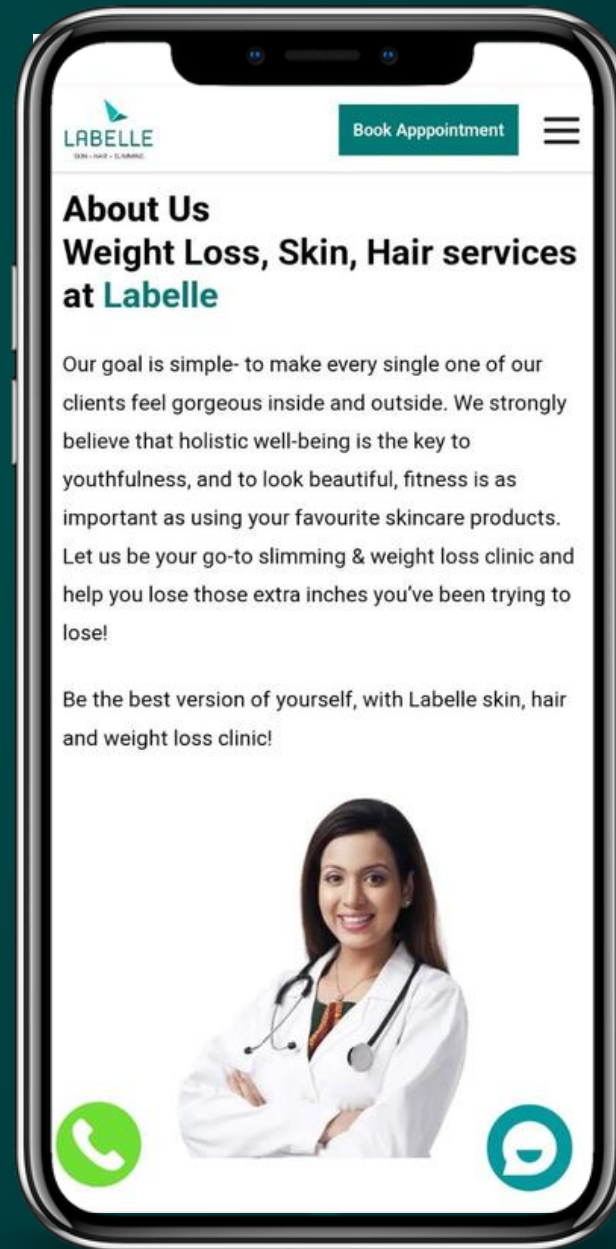 LABELLE
SKIN - HAIR - SLIMMING
Book Apppointment
About Us
Weight Loss, Skin, Hair services
at Labelle
Our goal is simple- to make every single one of our
clients feel gorgeous inside and outside. We strongly
believe that holistic well-being is the key to
youthfulness, and to look beautiful, fitness is as
important as using your favourite skincare products.
Let us be your go-to slimming & weight loss clinic and
help you lose those extra inches you’ve been trying to
lose!
Be the best version of yourself, with Labelle skin, hair
and weight loss clinic!